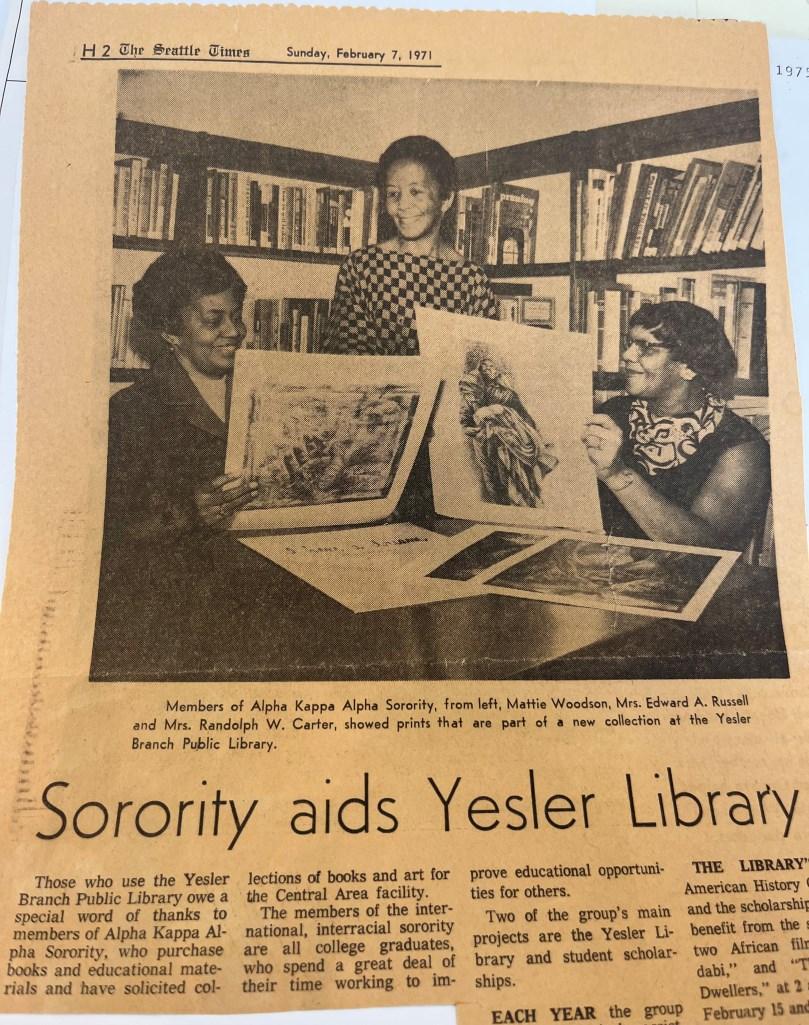 H 2 The Seattle Times Sunday, February 7, 1971
1975
Members of Alpha Kappa Alpha Sorority, from left, Mattie Woodson, Mrs. Edward A. Russell
and Mrs. Randolph W. Carter, showed prints that are part of a new collection at the Yesler
Branch Public Library.
Sorority aids Yesler Library
Those who use the Yesler
Branch Public Library owe a
special word of thanks to
members of Alpha Kappa Al-
pha Sorority, who purchase
books and educational mate-
rials and have solicited col-
lections of books and art for
the Central Area facility.
The members of the inter-
national, interracial sorority
are all college graduates,
who spend a great deal of
their time working to im-
prove educational opportuni-
ties for others.
Two of the group's main
projects are the Yesler Li-
brary and student scholar-
ships.
EACH YEAR the group
THE LIBRARY'
American History
and the scholarship
benefit from the
two African
dabi," and
Dwellers," at 2
February 15 and